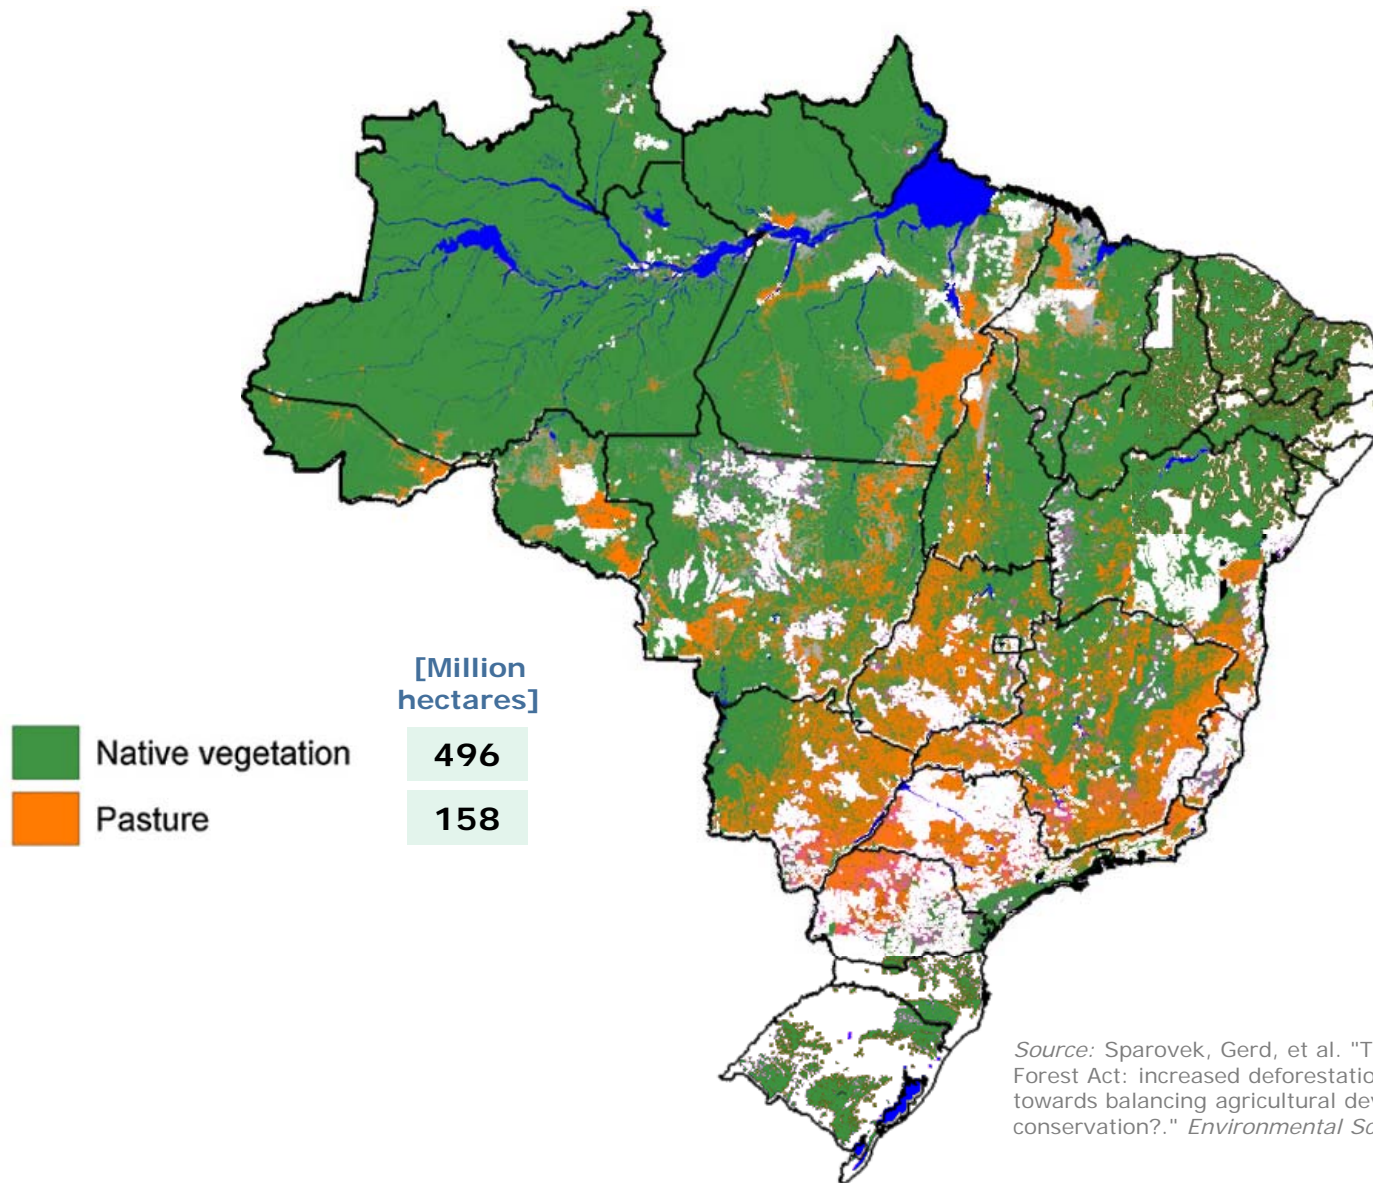 [Million
hectares]
Native vegetation 496
Pasture 158
Source: Sparovek, Gerd, et al. "T
Forest Act: increased deforestatio
towards balancing agricultural dev
conservation?." Environmental Sc